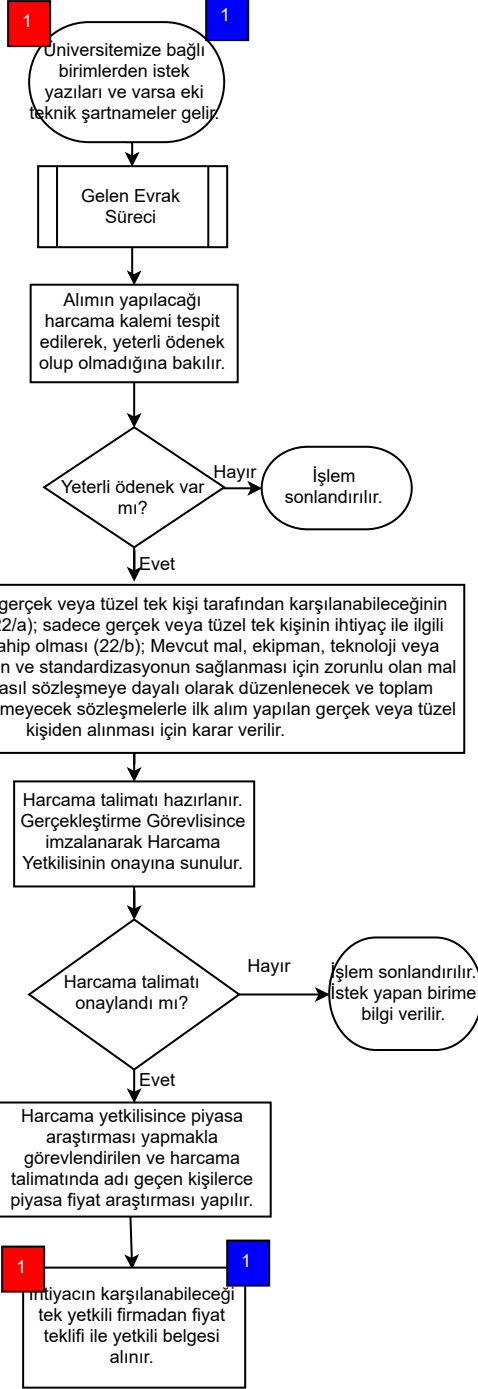 1
1
Üniversitemize bağlı
birimlerden istek
yazıları ve varsa eki
teknik şartnameler gelir.
Gelen Evrak
Süreci
Alımın yapılacağı
harcama kalemi tespit
edilerek, yeterli ödenek
olup olmadığına bakılır.
Yeterli ödenek var
mı?
Hayır
İşlem
sonlandırılır.
Evet
gerçek veya tüzel tek kişi tarafından karşılanabileceğinin
22/a); sadece gerçek veya tüzel tek kişinin ihtiyaç ile ilgili
ahip olması (22/b); Mevcut mal, ekipman, teknoloji veya
n ve standardizasyonun sağlanması için zorunlu olan mal
asıl sözleşmeye dayalı olarak düzenlenecek ve toplam
meyecek sözleşmelerle ilk alım yapılan gerçek veya tüzel
kişiden alınması için karar verilir.
Harcama talimatı hazırlanır.
Gerçekleştirme Görevlisince
imzalanarak Harcama
Yetkilisinin onayına sunulur.
Harcama talimatı
onaylandı mı?
Hayır
İşlem sonlandırılır.
İstek yapan birime
bilgi verilir.
Evet
Harcama yetkilisince piyasa
araştırması yapmakla
görevlendirilen ve harcama
talimatında adı geçen kişilerce
piyasa fiyat araştırması yapılır.
1
1
İhtiyacın karşılanabileceği
tek yetkili firmadan fiyat
teklifi ile yetkili belgesi
alınır.